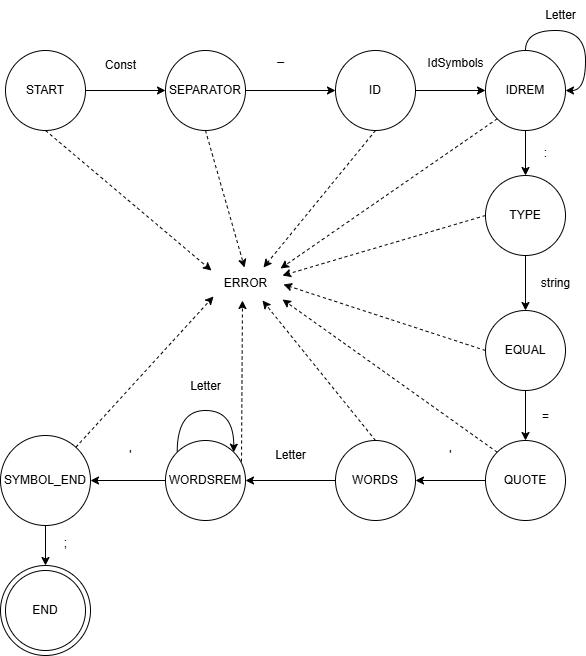 Letter
Const
_
IdSymbols
START
SEPARATOR
ID
IDREM
:
TYPE
ERROR
string
EQUAL
Letter
=
'
Letter
'
SYMBOL_END
WORDSREM
WORDS
QUOTE
;
END